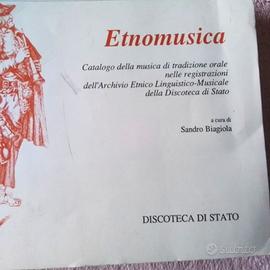 Etnomusica
Catalogo della musica di tradizione orale
nelle registrazioni
dell'Archivio Etnico Linguistico-Musicale
della Discoteca di Stato
a cura di
Sandro Biagiola
DISCOTECA DI STATO
subito